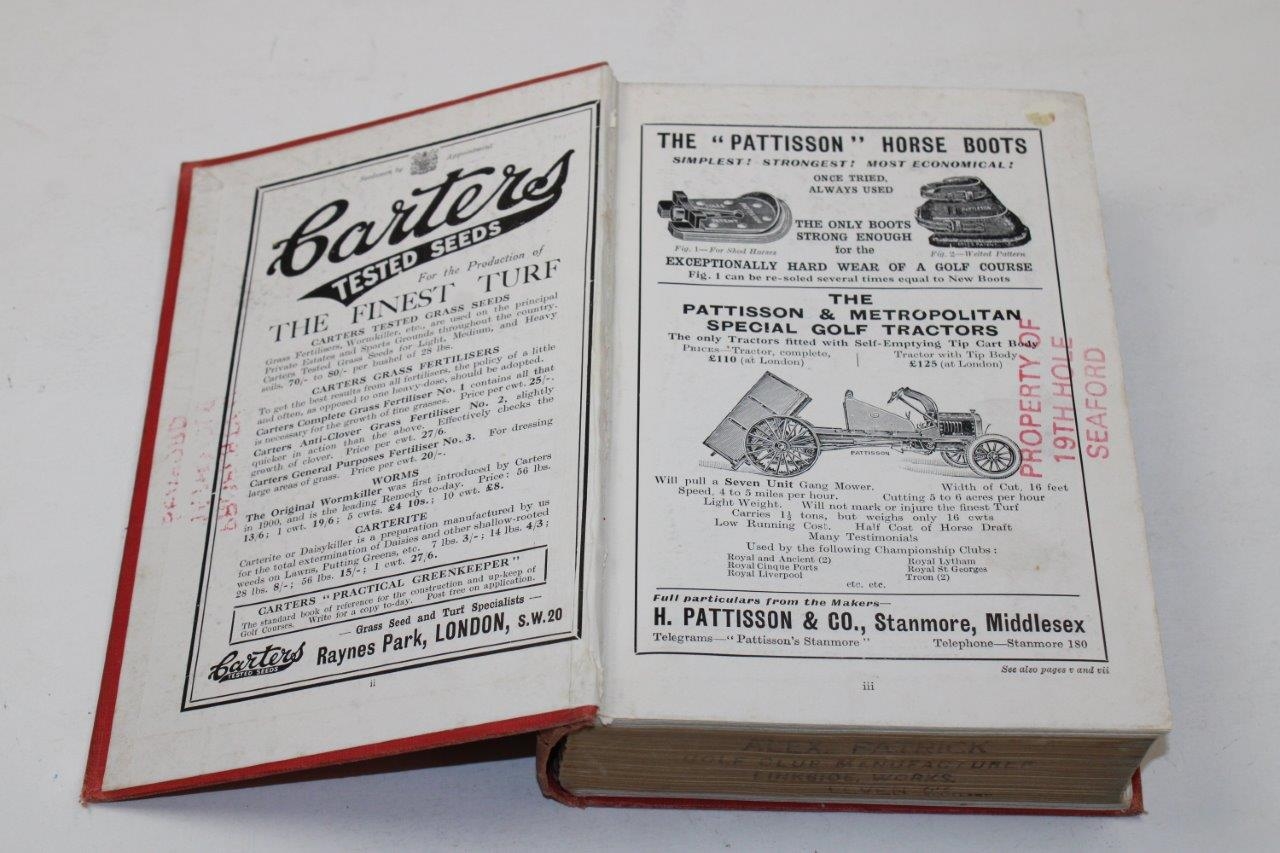 Seedsmen by Appointment
Carters
TESTED SEEDS
For the Production of
THE FINEST TURF
CARTERS TESTED GRASS SEEDS
Grass Fertilisers, Wormkiller, etc., are used on the principal
Private Estates and Sports Grounds throughout the country.
Carters Tested Grass Seeds for Light, Medium, and Heavy
soils, 70/- to 80/- per bushel of 28 lbs.
CARTERS GRASS FERTILISERS
To get the best results from all fertilisers, the policy of a little
and often, as opposed to one heavy dose, should be adopted.
Carters Complete Grass Fertiliser No. 1 contains all that
is necessary for the growth of fine grasses. Price per cwt. 25/-.
Carters Anti-Clover Grass Fertiliser No. 2, slightly
quicker in action than the above. Effectively checks the
growth of clover. Price per cwt. 27/6.
Carters General Purposes Fertiliser No. 3. For dressing
large areas of grass. Price per cwt. 20/-.
WORMS
The Original Wormkiller was first introduced by Carters
in 1900, and is the leading Remedy to-day. Price: 56 lbs.
13/6; 1 cwt. 19/6; 5 cwts. £4 10s.; 10 cwt. £8.
CARTERITE
Carterite or Daisykiller is a preparation manufactured by us
for the total extermination of Daisies and other shallow-rooted
weeds on Lawns, Putting Greens, etc. 7 lbs. 3/-; 14 lbs. 4/3;
28 lbs. 8/-; 56 lbs. 15/-; 1 cwt. 27/6.
CARTERS "PRACTICAL GREENKEEPER"
The standard book of reference for the construction and up-keep of
Golf Courses. Write for a copy to-day. Post free on application.
— Grass Seed and Turf Specialists —
Carters
TESTED SEEDS
Raynes Park, LONDON, S.W.20
ii
THE "PATTISSON" HORSE BOOTS
SIMPLEST! STRONGEST! MOST ECONOMICAL!
ONCE TRIED,
ALWAYS USED
THE ONLY BOOTS
STRONG ENOUGH
for the
Fig. 1—For Shod Horses
Fig. 2—Welted Pattern
EXCEPTIONALLY HARD WEAR OF A GOLF COURSE
Fig. 1 can be re-soled several times equal to New Boots
THE
PATTISSON & METROPOLITAN
SPECIAL GOLF TRACTORS
The only Tractors fitted with Self-Emptying Tip Cart Body
PRICES—Tractor, complete,
£110 (at London)
Tractor with Tip Body
£125 (at London)
PATTISSON
Will pull a Seven Unit Gang Mower. Width of Cut, 16 feet
Speed, 4 to 5 miles per hour. Cutting 5 to 6 acres per hour
Light Weight. Will not mark or injure the finest Turf
Carries 1½ tons, but weighs only 16 cwts
Low Running Cost. Half Cost of Horse Draft
Many Testimonials
Used by the following Championship Clubs:
Royal and Ancient (2) Royal Lytham
Royal Cinque Ports Royal St Georges
Royal Liverpool Troon (2)
etc. etc.
Full particulars from the Makers—
H. PATTISSON & CO., Stanmore, Middlesex
Telegrams—"Pattisson's Stanmore" Telephone—Stanmore 180
See also pages v and vii
iii
PROPERTY OF
19TH HOLE
SEAFORD
ALEX. PATRICK
GOLF CLUB MANUFACTURER
LINKSIDE WORKS.
LEVEN